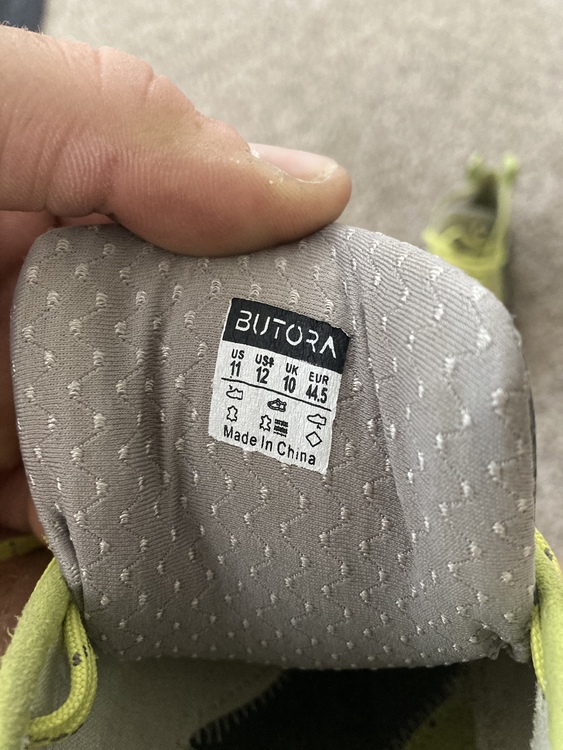 BUTORA
US US♀ UK EUR
11 12 10 44.5
Made In China